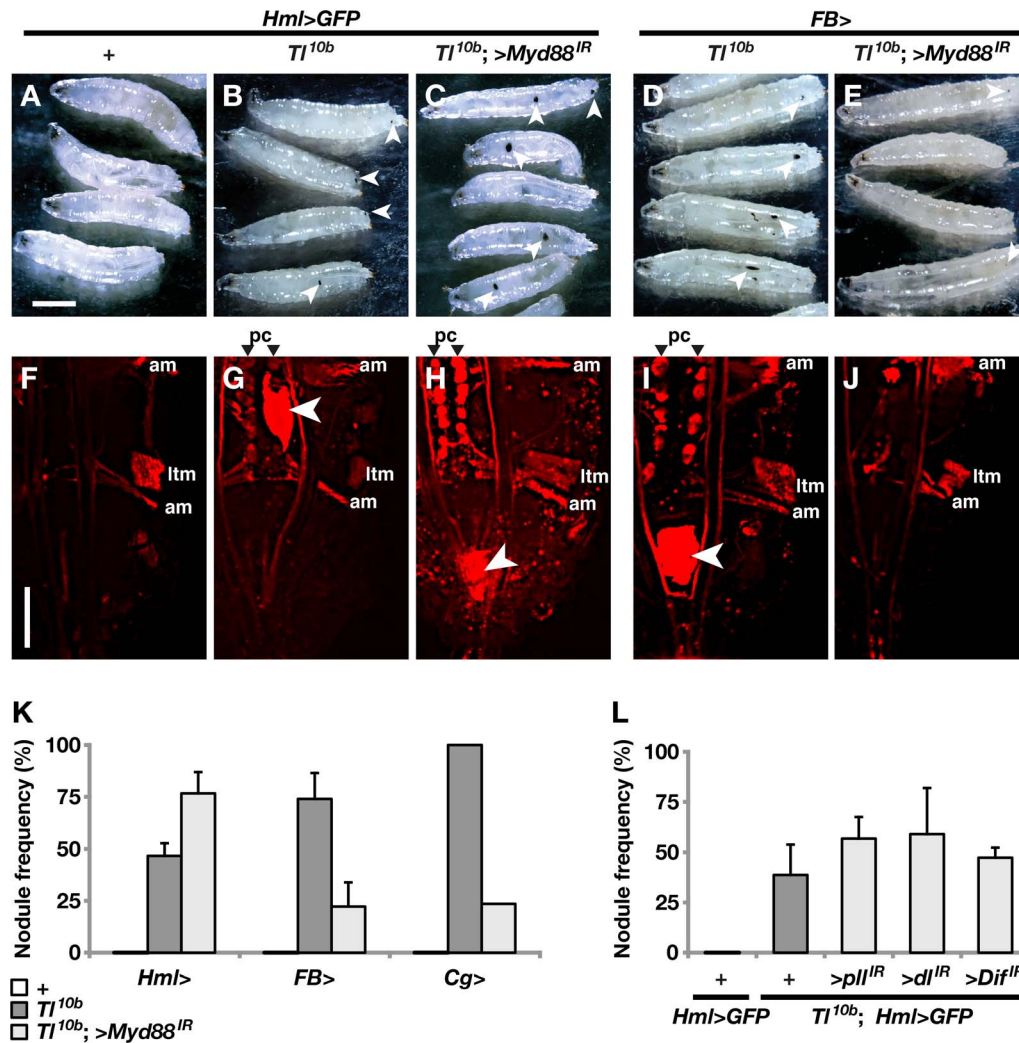 Hml>GFP
FB>
+
Tl10b
Tl10b; >Myd88IR
Tl10b
Tl10b; >Myd88IR
A
B
C
D
E
pc
pc
F
am
G
am
H
I
am
J
am
ltm
am
ltm
am
ltm
am
K
L
Nodule frequency (%)
100
75
50
25
0
Hml>
FB>
Cg>
+
Tl10b
Tl10b; >Myd88IR
Nodule frequency (%)
100
75
50
25
0
+
+
>pllIR
>dlIR
>DifIR
Hml>GFP
Tl10b; Hml>GFP